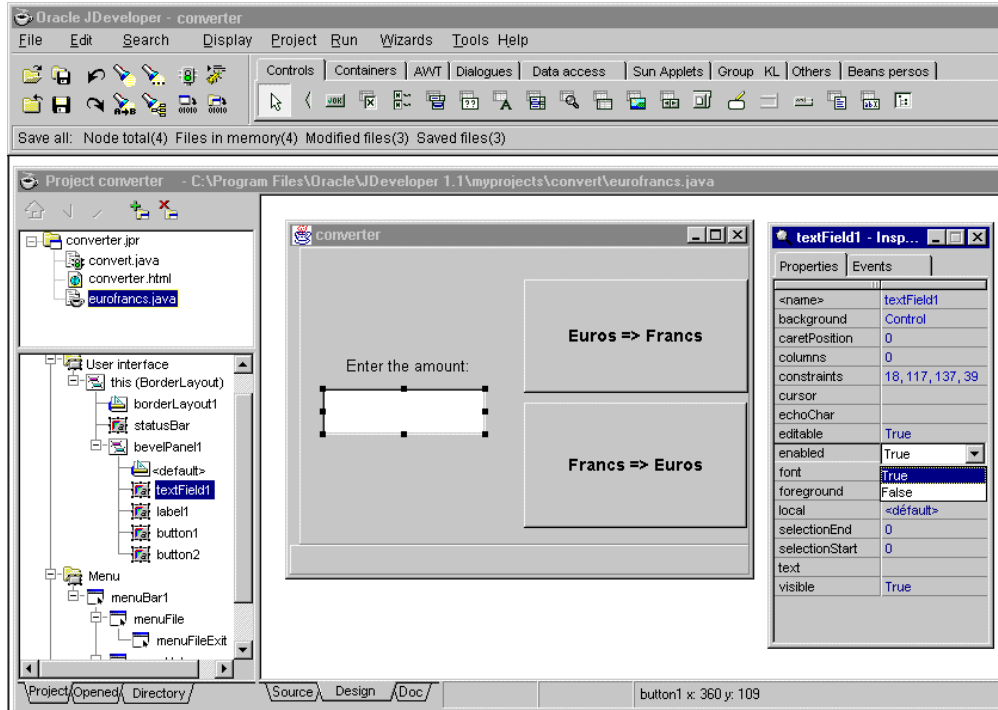 Oracle JDeveloper - converter
File Edit Search Display Project Run Wizards Tools Help
Controls Containers AWT Dialogues Data access Sun Applets Group KL Others Beans persos
Save all: Node total(4) Files in memory(4) Modified files(3) Saved files(3)
Project converter - C:\Program Files\Oracle\JDeveloper 1.1\myprojects\convert\eurofrancs.java
converter.jpr
convert.java
converter.html
eurofrancs.java
User interface
this (BorderLayout)
borderLayout1
statusBar
bevelPanel1
<default>
textField1
label1
button1
button2
Menu
menuBar1
menuFile
menuFileExit
Project Opened Directory
converter
Enter the amount:
Euros => Francs
Francs => Euros
textField1 - Insp...
Properties Events
<name> textField1
background Control
caretPosition 0
columns 0
constraints 18, 117, 137, 39
cursor
echoChar
editable True
enabled True
font True
foreground False
local <défault>
selectionEnd 0
selectionStart 0
text
visible True
Source Design Doc
button1 x: 360 y: 109